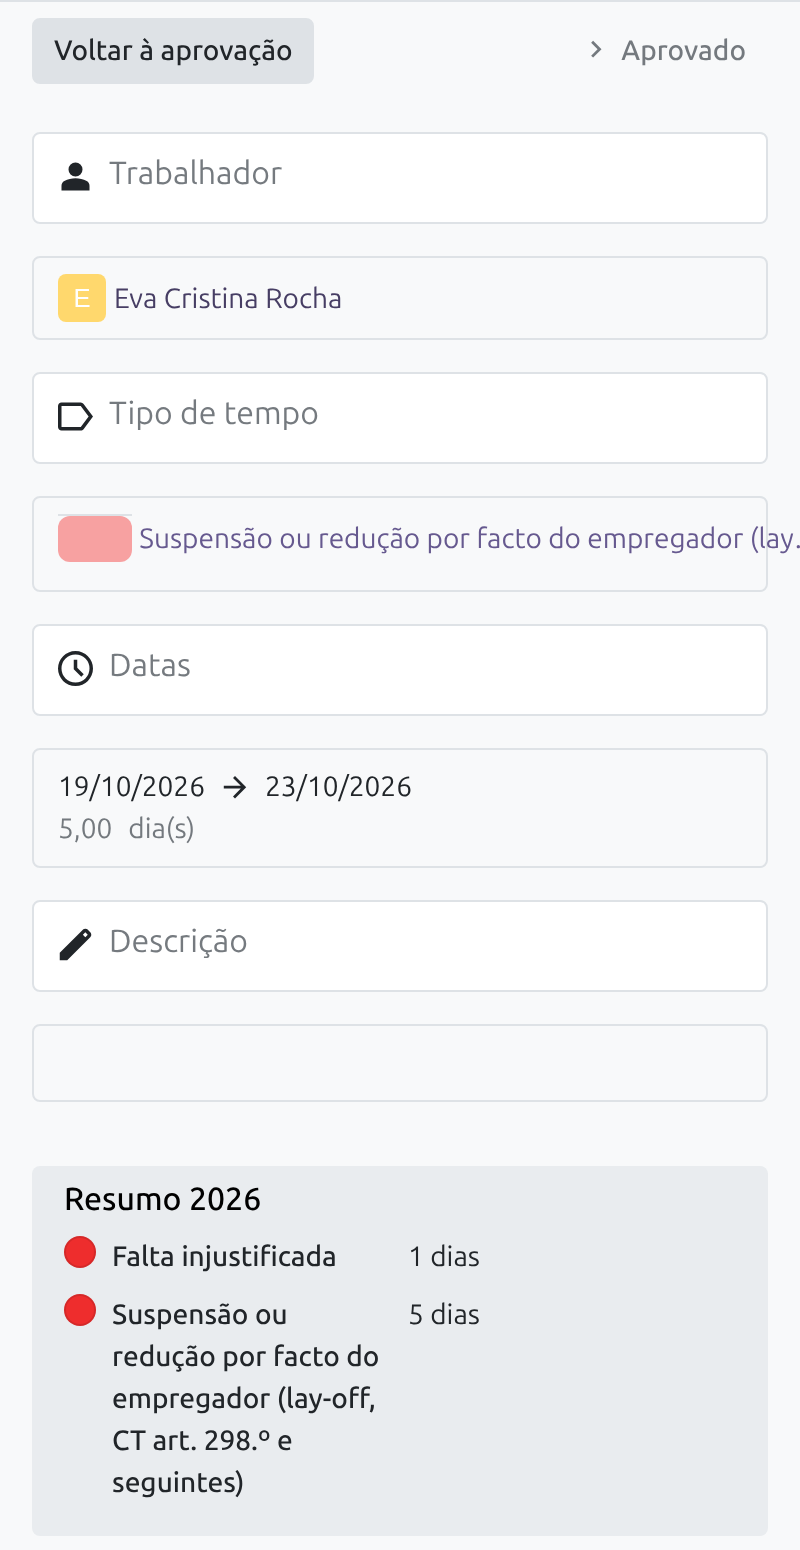 Voltar à aprovação
Aprovado
Trabalhador
E Eva Cristina Rocha
Tipo de tempo
Suspensão ou redução por facto do empregador (lay.
Datas
19/10/2026 → 23/10/2026
5,00 dia(s)
Descrição
Resumo 2026
Falta injustificada 1 dias
Suspensão ou 5 dias
redução por facto do
empregador (lay-off,
CT art. 298.º e
seguintes)